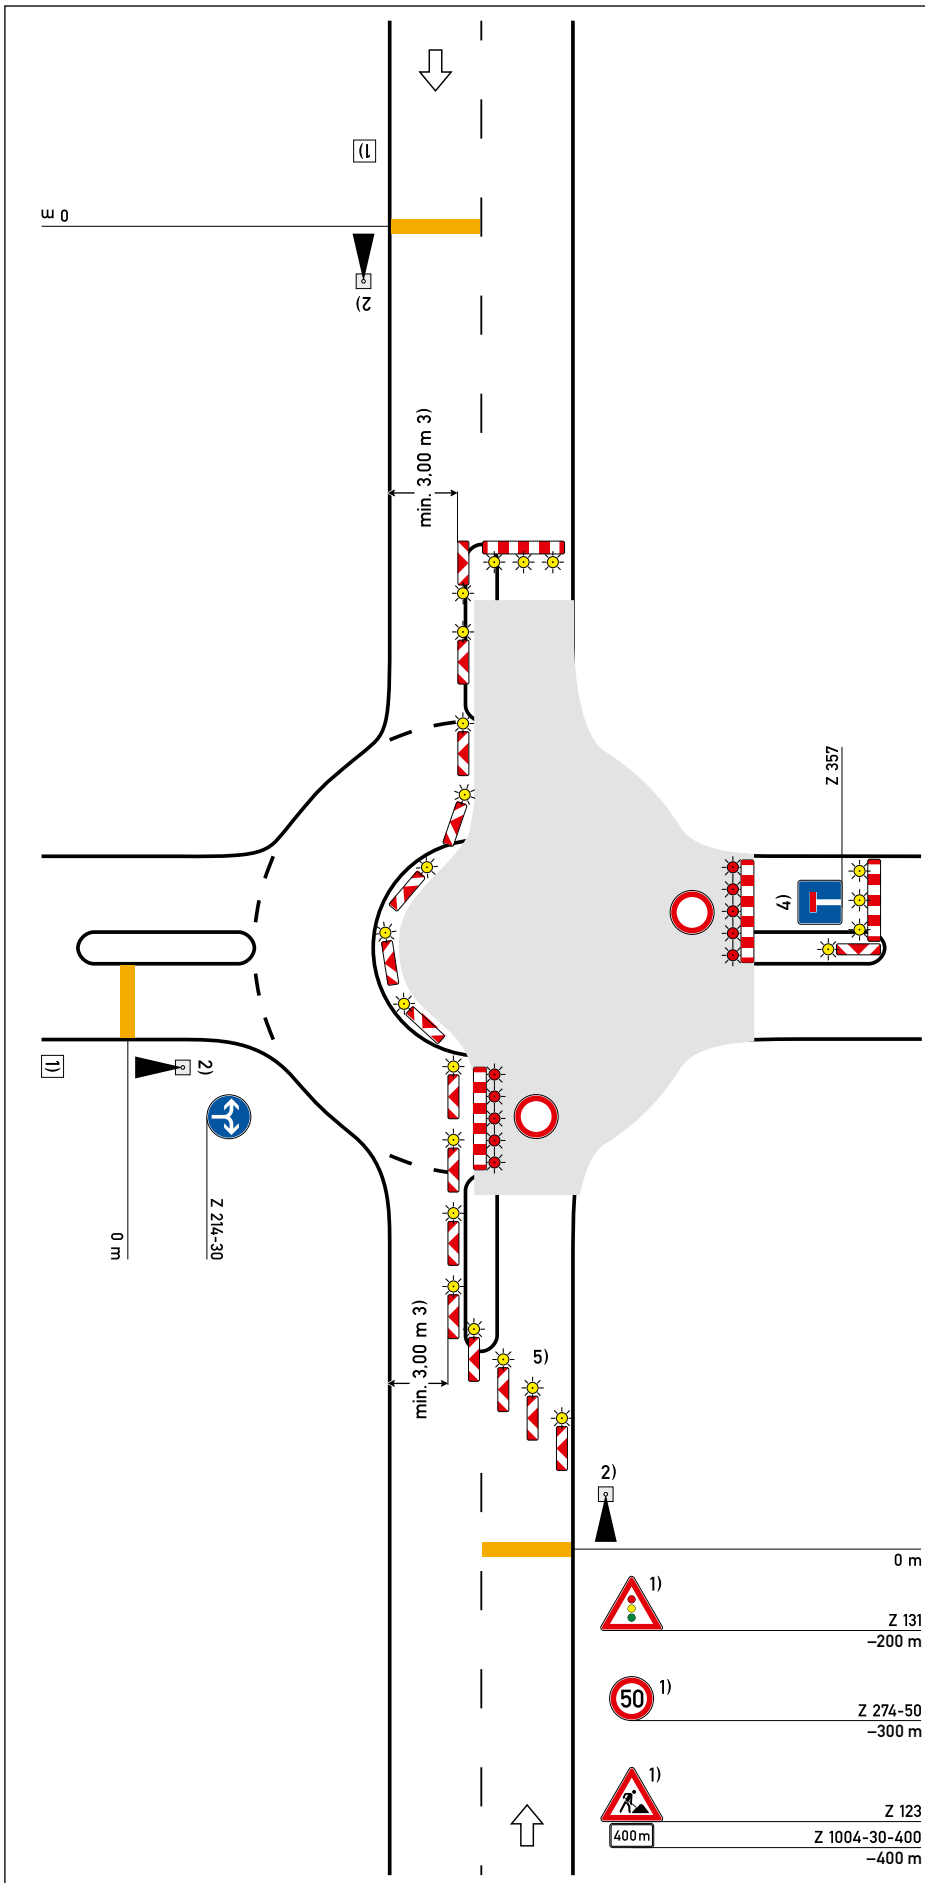 1)
0 m
2)
min. 3,00 m 3)
Z 357
4)
1)
2)
Z 214-30
0 m
min. 3,00 m 3)
5)
2)
0 m
1)
Z 131
–200 m
50
1)
Z 274-50
–300 m
1)
Z 123
400 m
Z 1004-30-400
–400 m